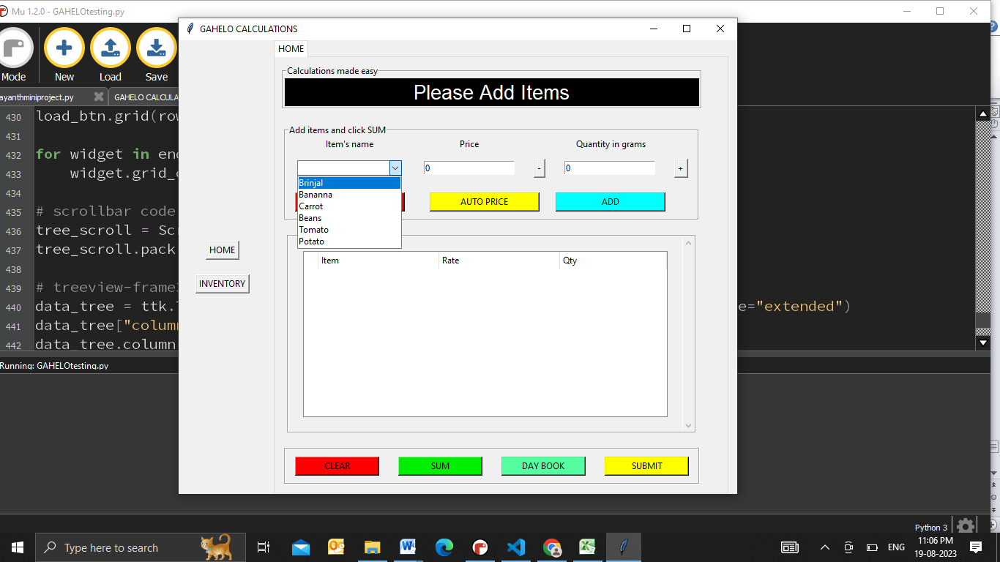 Mu 1.2.0 - GAHELOtesting.py
Mode
New
Load
Save
ayanthminiproject.py
GAHELO CALCULA
430 load_btn.grid(row
431
432 for widget in en
433 widget.grid_
434
435 # scrollbar code
436 tree_scroll = Sc
437 tree_scroll.pack
438
439 # treeview-frame
440 data_tree = ttk. e="extended")
441 data_tree["colum
442 data_tree.column
Running: GAHELOtesting.py
GAHELO CALCULATIONS
HOME
INVENTORY
HOME
Calculations made easy
Please Add Items
Add items and click SUM
Item's name Price Quantity in grams
0 - 0 +
Brinjal
Bananna
Carrot
Beans
Tomato
Potato
AUTO PRICE ADD
Item Rate Qty
CLEAR SUM DAY BOOK SUBMIT
Python 3
Type here to search
ENG
11:06 PM
19-08-2023